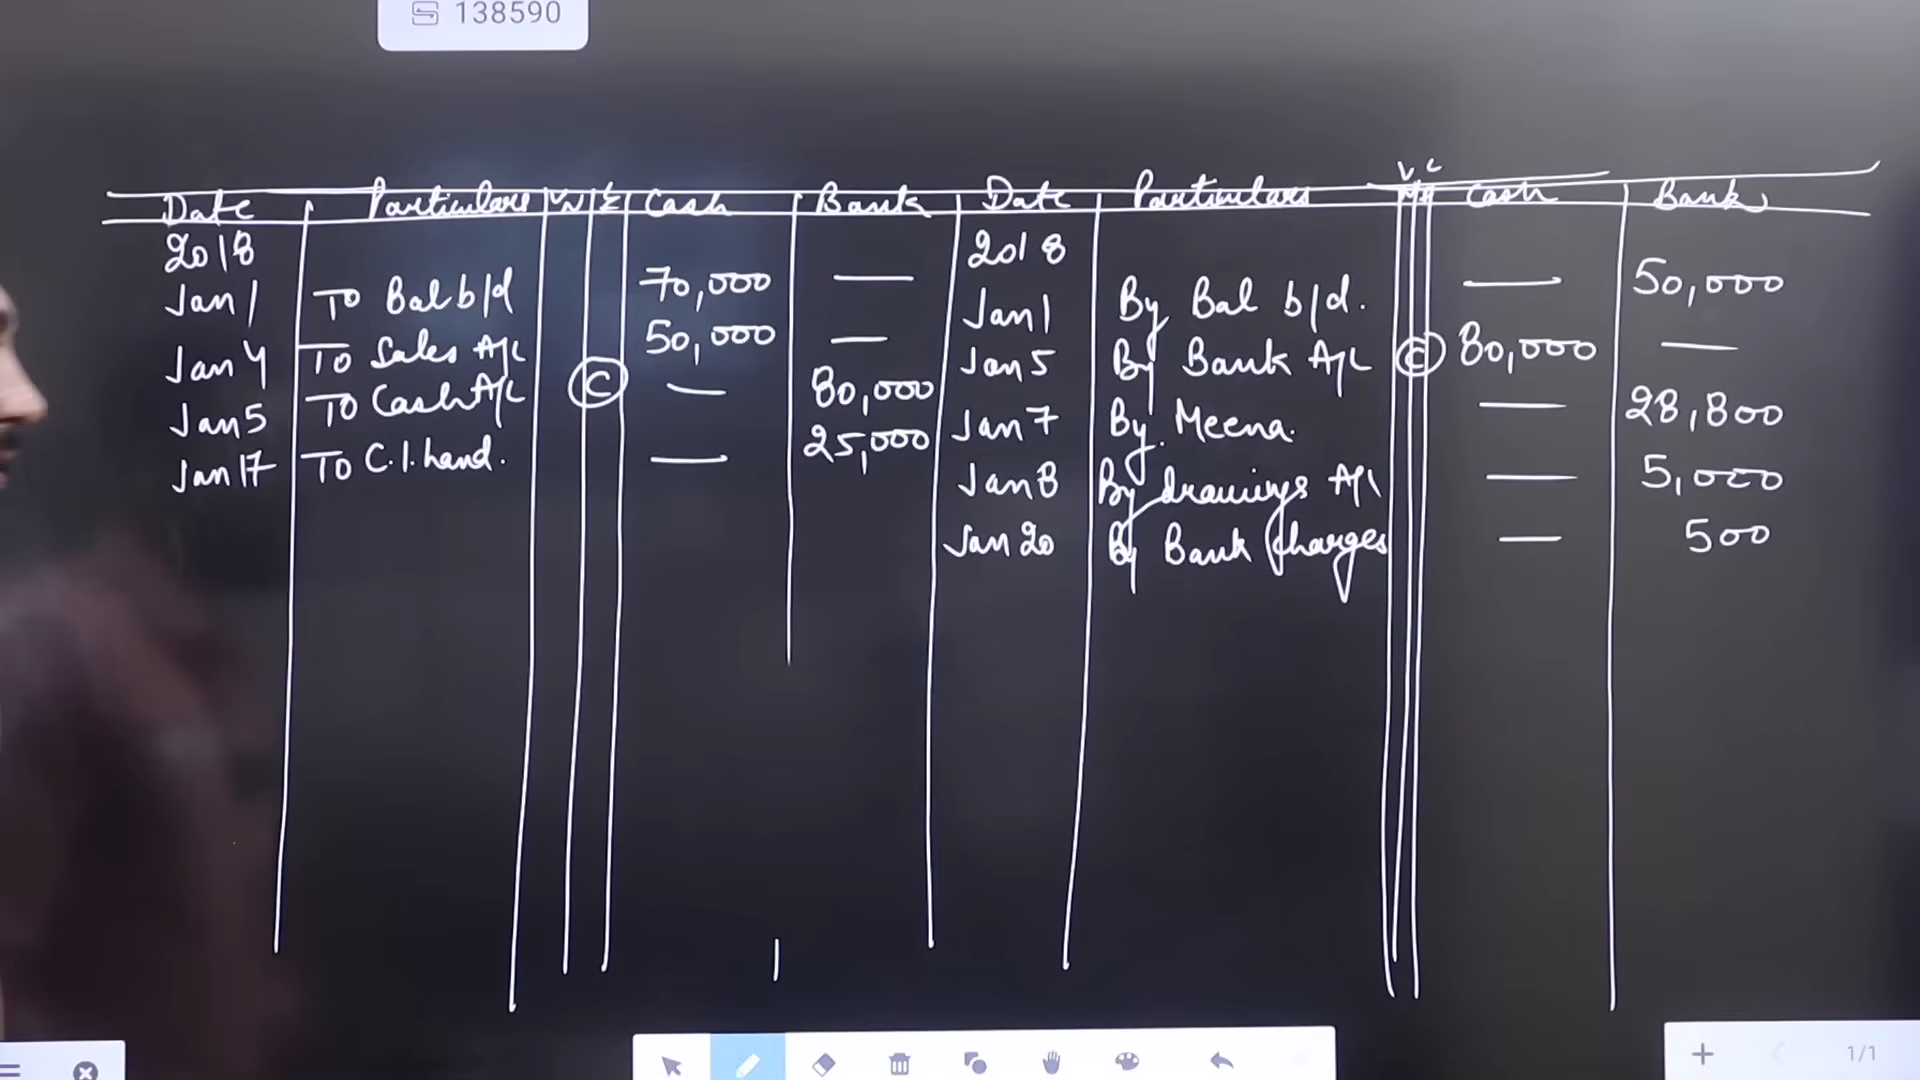 138590
Date Particulars VN L.F Cash Bank Date Particulars V L Cash Bank
2018 2018
Jan 1 To Bal b/d 70,000 — Jan 1 By Bal b/d. — 50,000
Jan 4 To Sales A/c 50,000 — Jan 5 By Bank A/c C 80,000 —
Jan 5 To Cash A/c C — 80,000 Jan 7 By. Meena. — 28,800
Jan 17 To C.I.hand. — 25,000 Jan 8 By drawings A/c — 5,000
Jan 20 By Bank Charges — 500
1/1